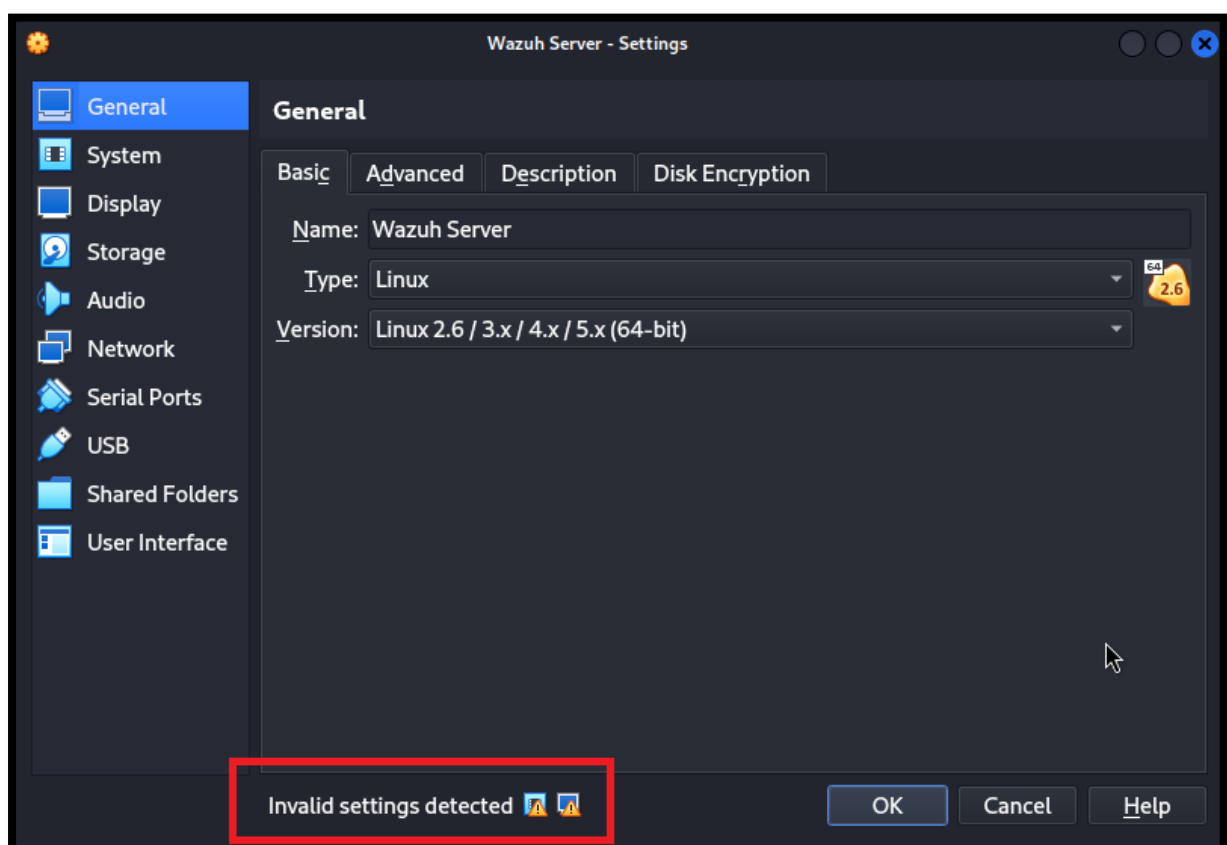 Wazuh Server - Settings
General
System
Display
Storage
Audio
Network
Serial Ports
USB
Shared Folders
User Interface
General
Basic Advanced Description Disk Encryption
Name: Wazuh Server
Type: Linux
64
2.6
Version: Linux 2.6 / 3.x / 4.x / 5.x (64-bit)
Invalid settings detected
OK Cancel Help